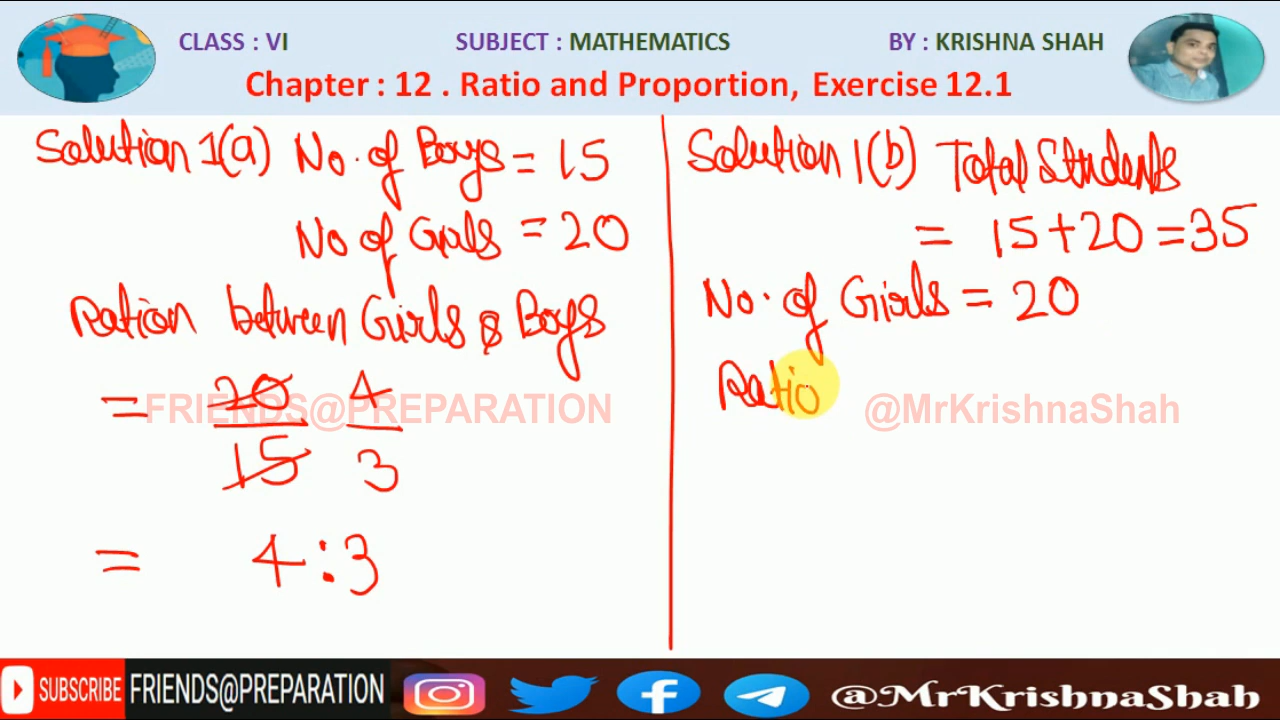 CLASS : VI SUBJECT : MATHEMATICS BY : KRISHNA SHAH
Chapter : 12 . Ratio and Proportion, Exercise 12.1
Solution 1(a) No. of Boys = 15
No of Girls = 20
Ration between Girls & Boys
= 20/15 4/3
= 4:3
Solution 1(b) Total Students
= 15+20=35
No. of Girls = 20
Ratio
FRIENDS@PREPARATION @MrKrishnaShah
SUBSCRIBE FRIENDS@PREPARATION @MrKrishnaShah